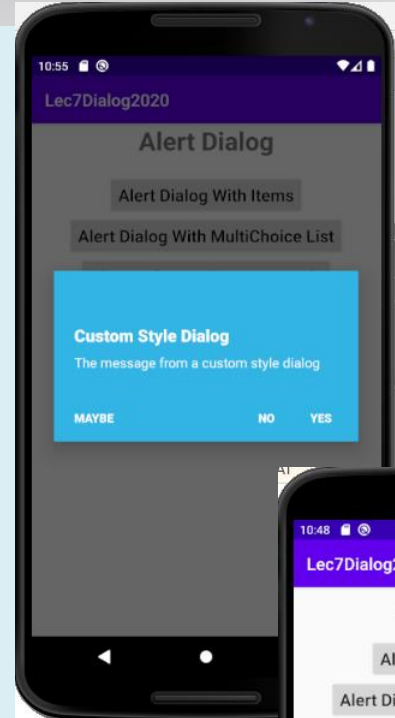 10:55
Lec7Dialog2020
Alert Dialog
Alert Dialog With Items
Alert Dialog With MultiChoice List
Custom Style Dialog
The message from a custom style dialog
MAYBE NO YES
10:48
Lec7Dialog2
Al
Alert Di